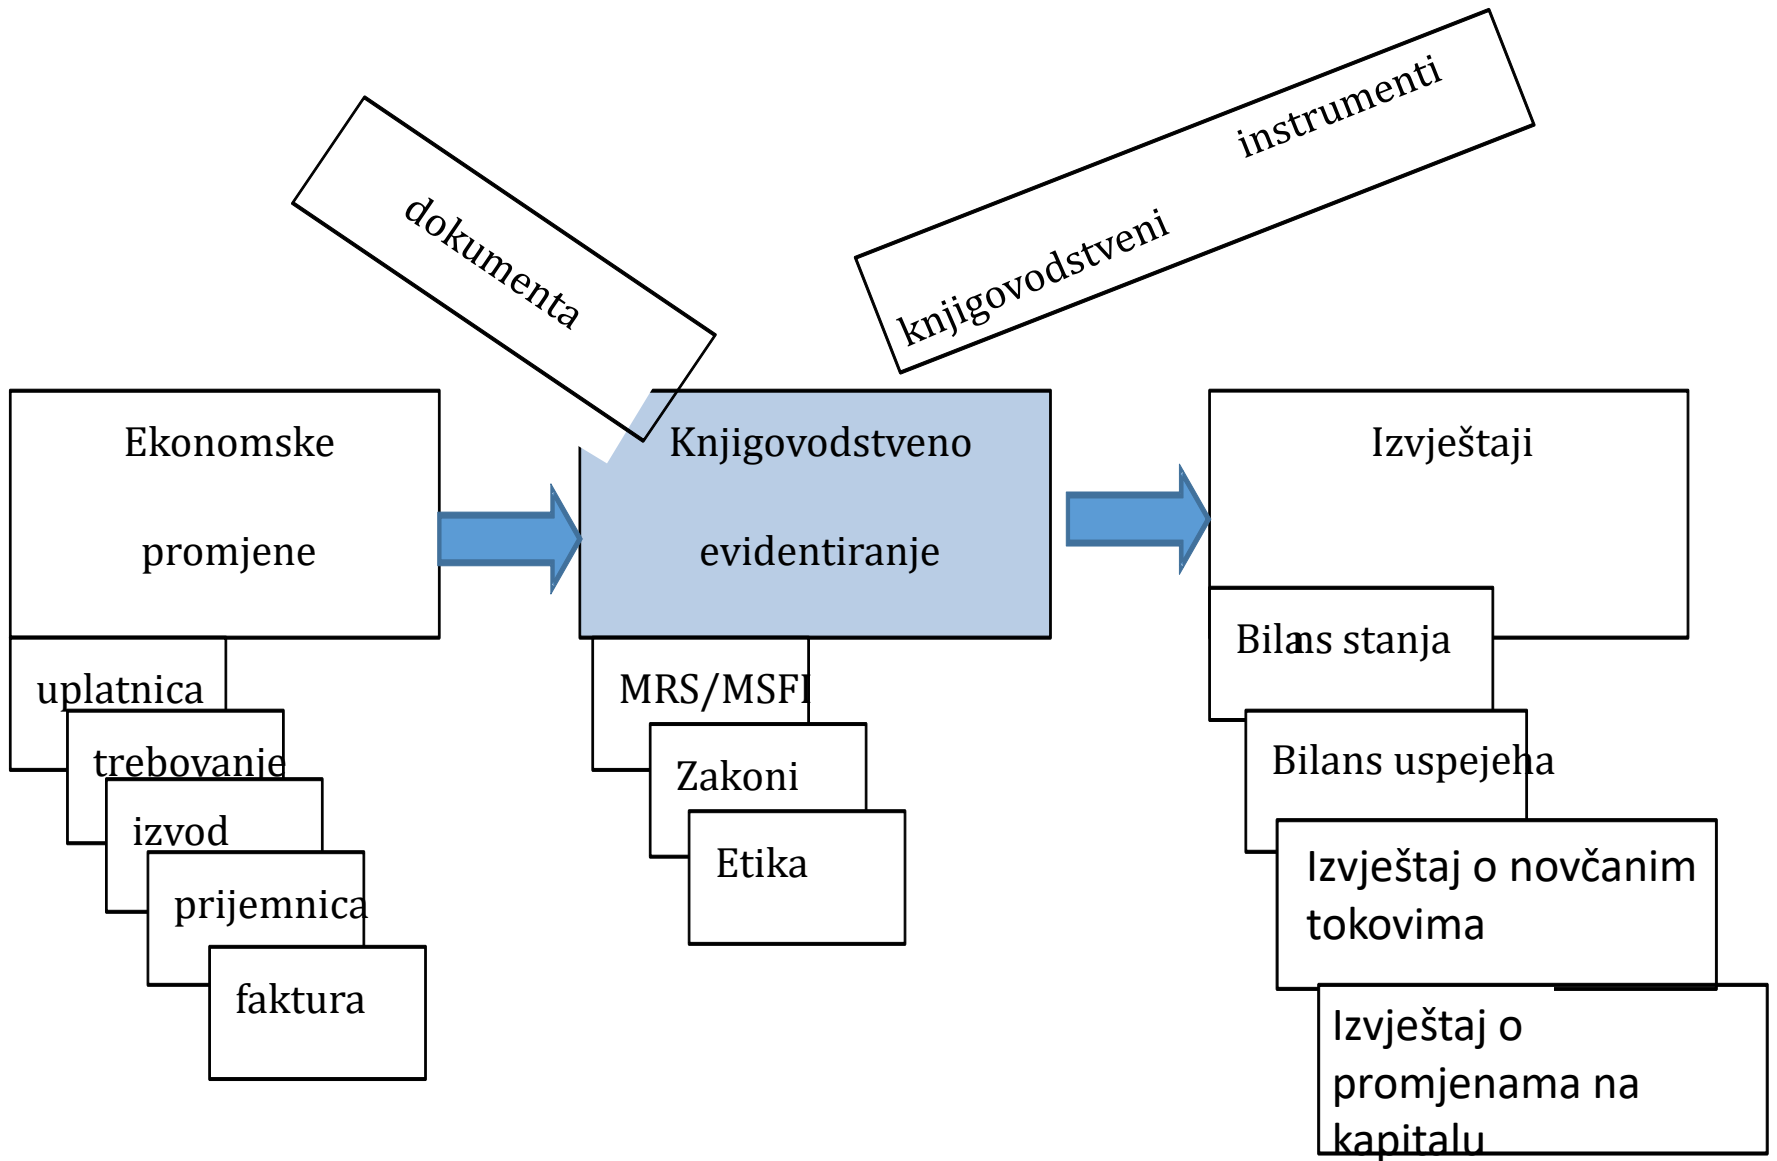 dokumenta
instrumenti
knjigovodstveni
Ekonomske
promjene
Knjigovodstveno
evidentiranje
Izvještaji
uplatnica
trebovanje
izvod
prijemnica
faktura
MRS/MSFI
Zakoni
Etika
Bilans stanja
Bilans uspejeha
Izvještaj o novčanim
tokovima
Izvještaj o
promjenama na
kapitalu